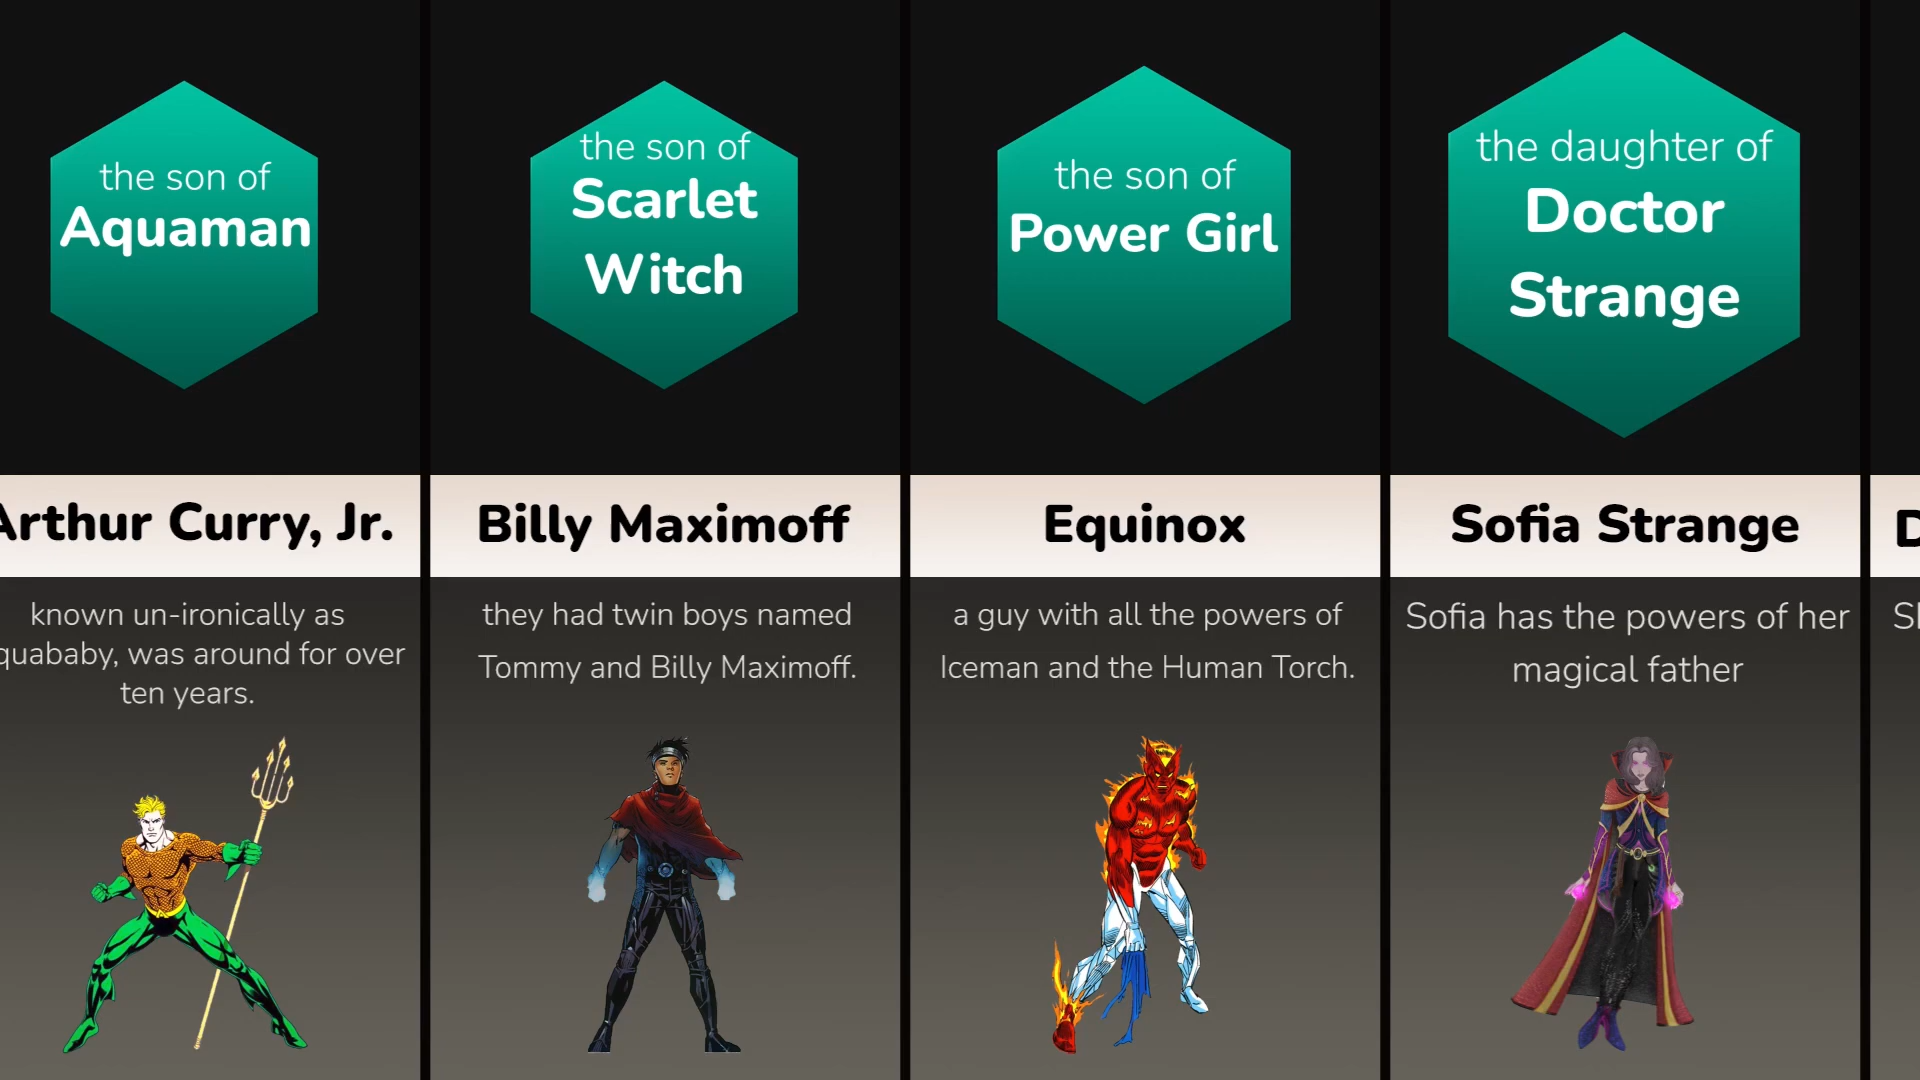 the son of
Aquaman
Arthur Curry, Jr.
known un-ironically as
quababy, was around for over
ten years.
the son of
Scarlet
Witch
Billy Maximoff
they had twin boys named
Tommy and Billy Maximoff.
the son of
Power Girl
Equinox
a guy with all the powers of
Iceman and the Human Torch.
the daughter of
Doctor
Strange
Sofia Strange
Sofia has the powers of her
magical father